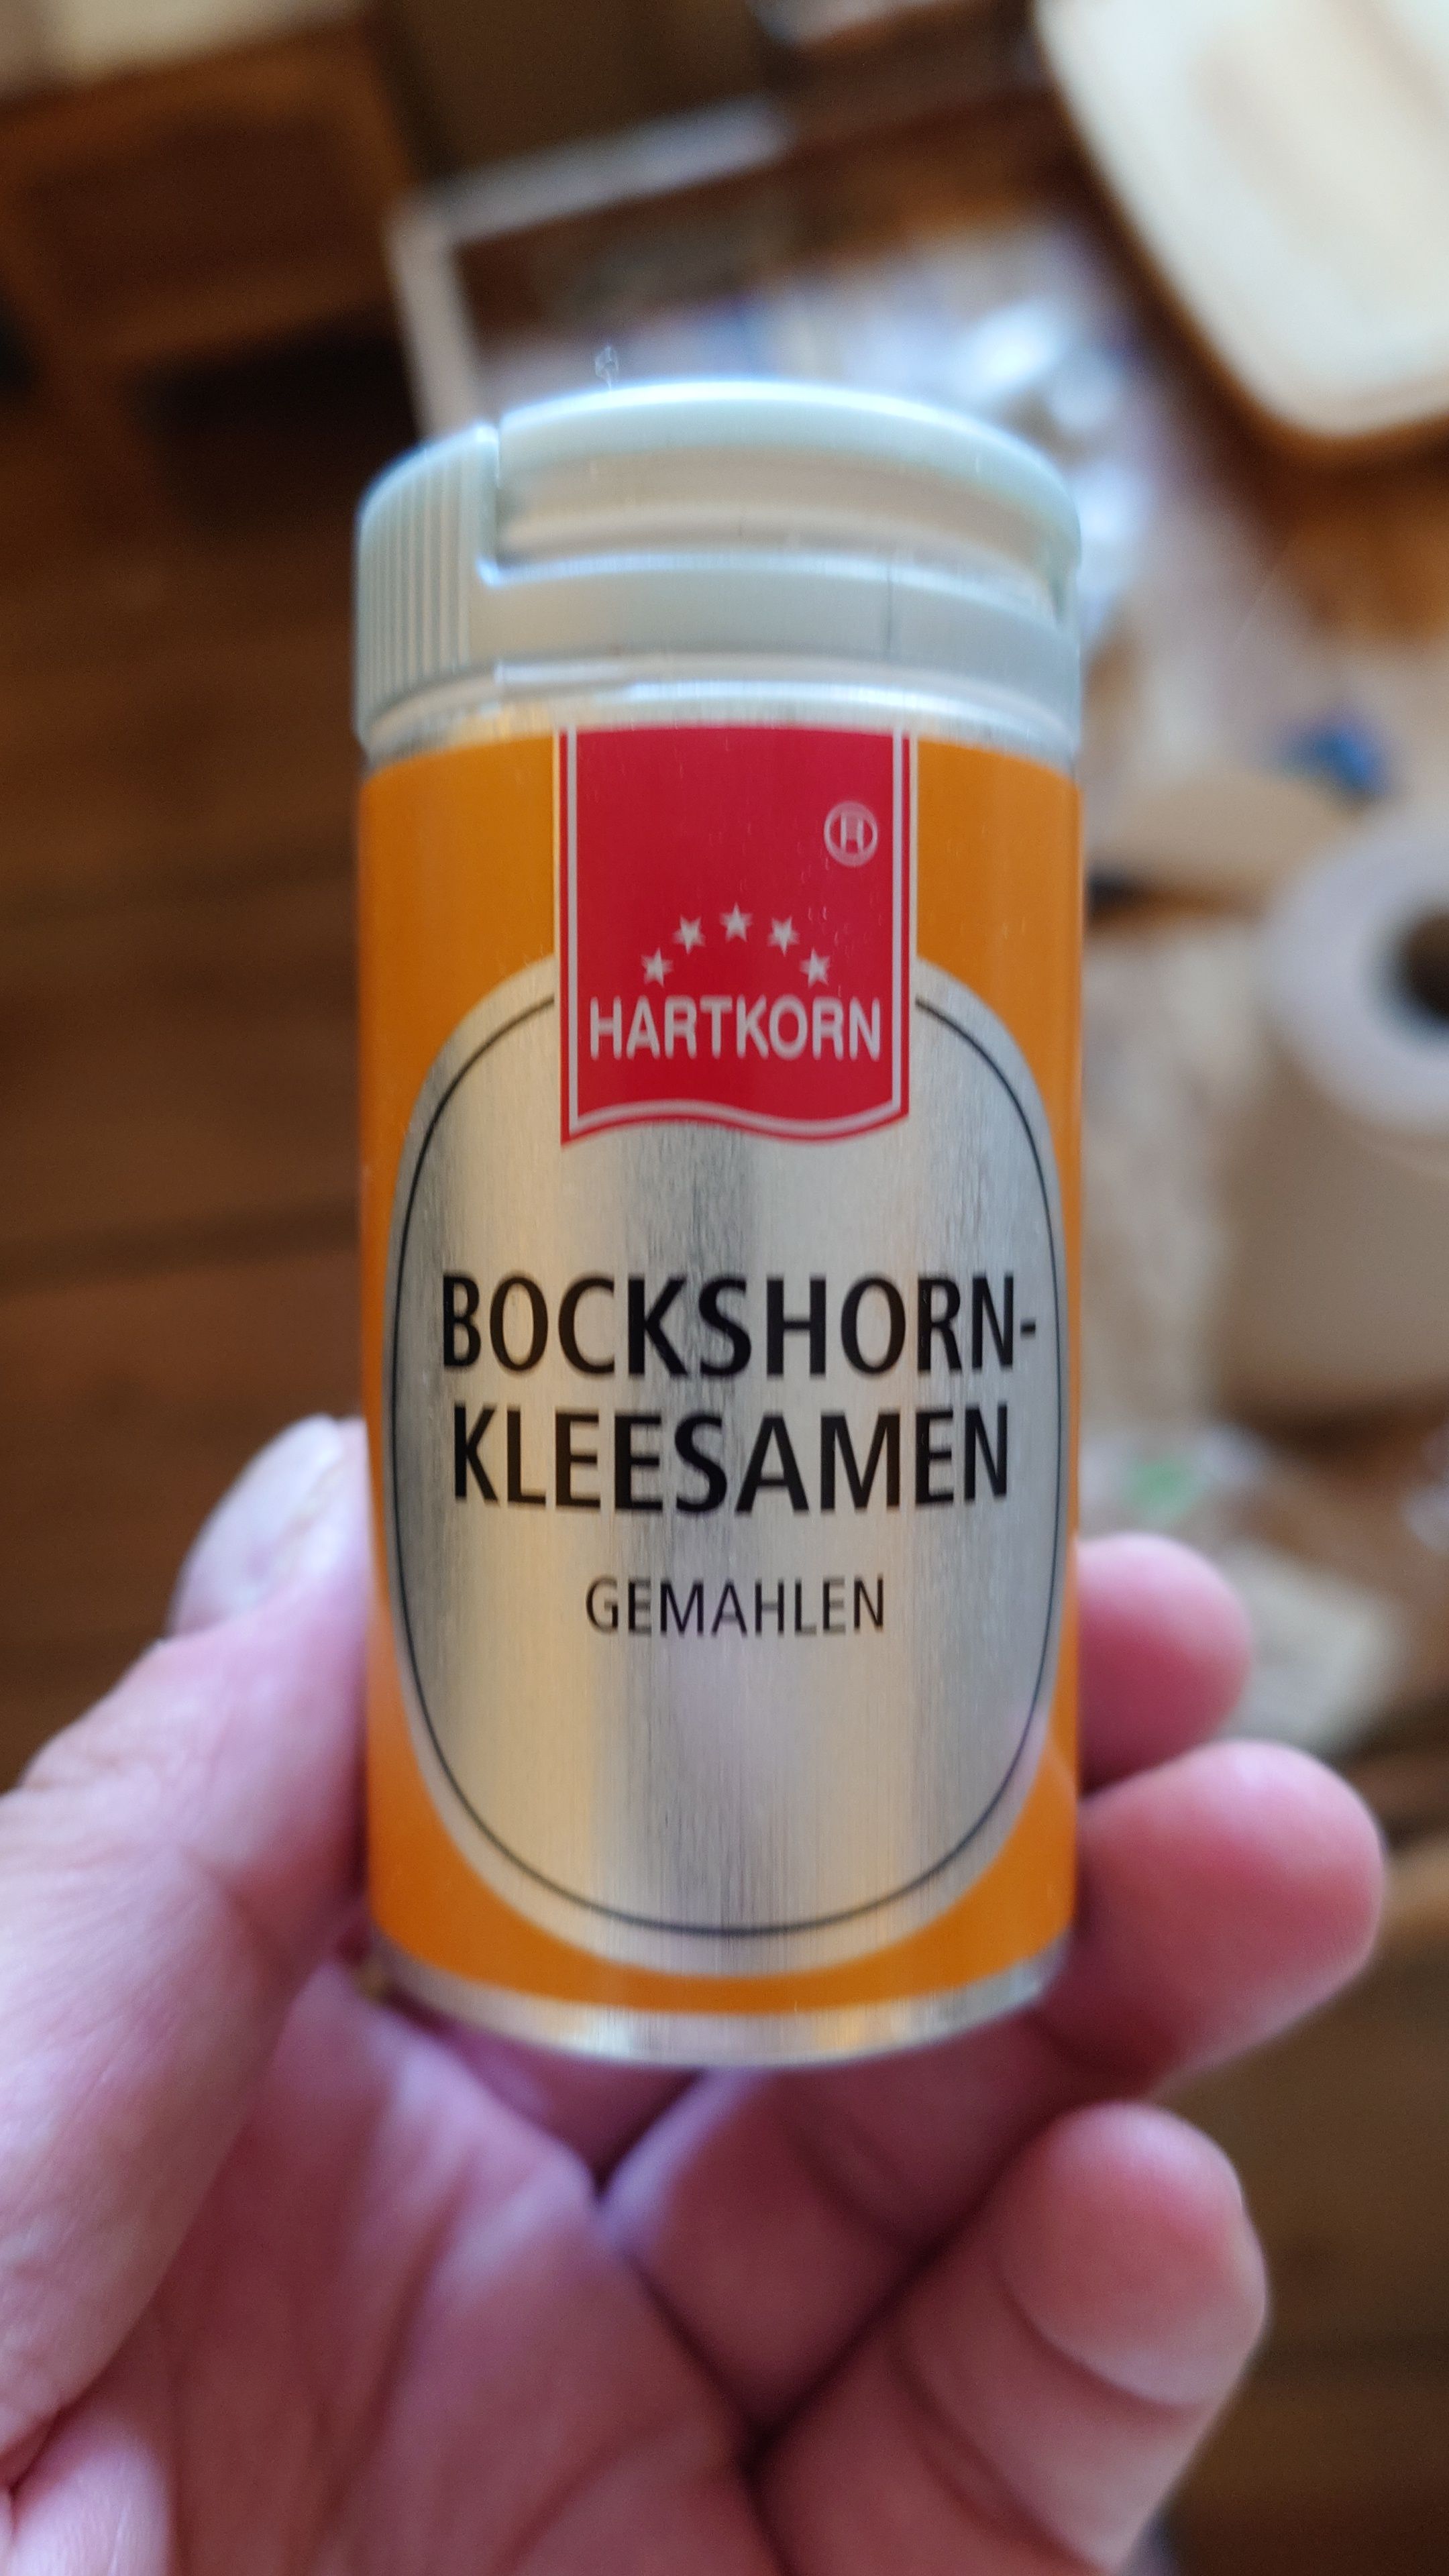 H
HARTKORN
BOCKSHORN-
KLEESAMEN
GEMAHLEN